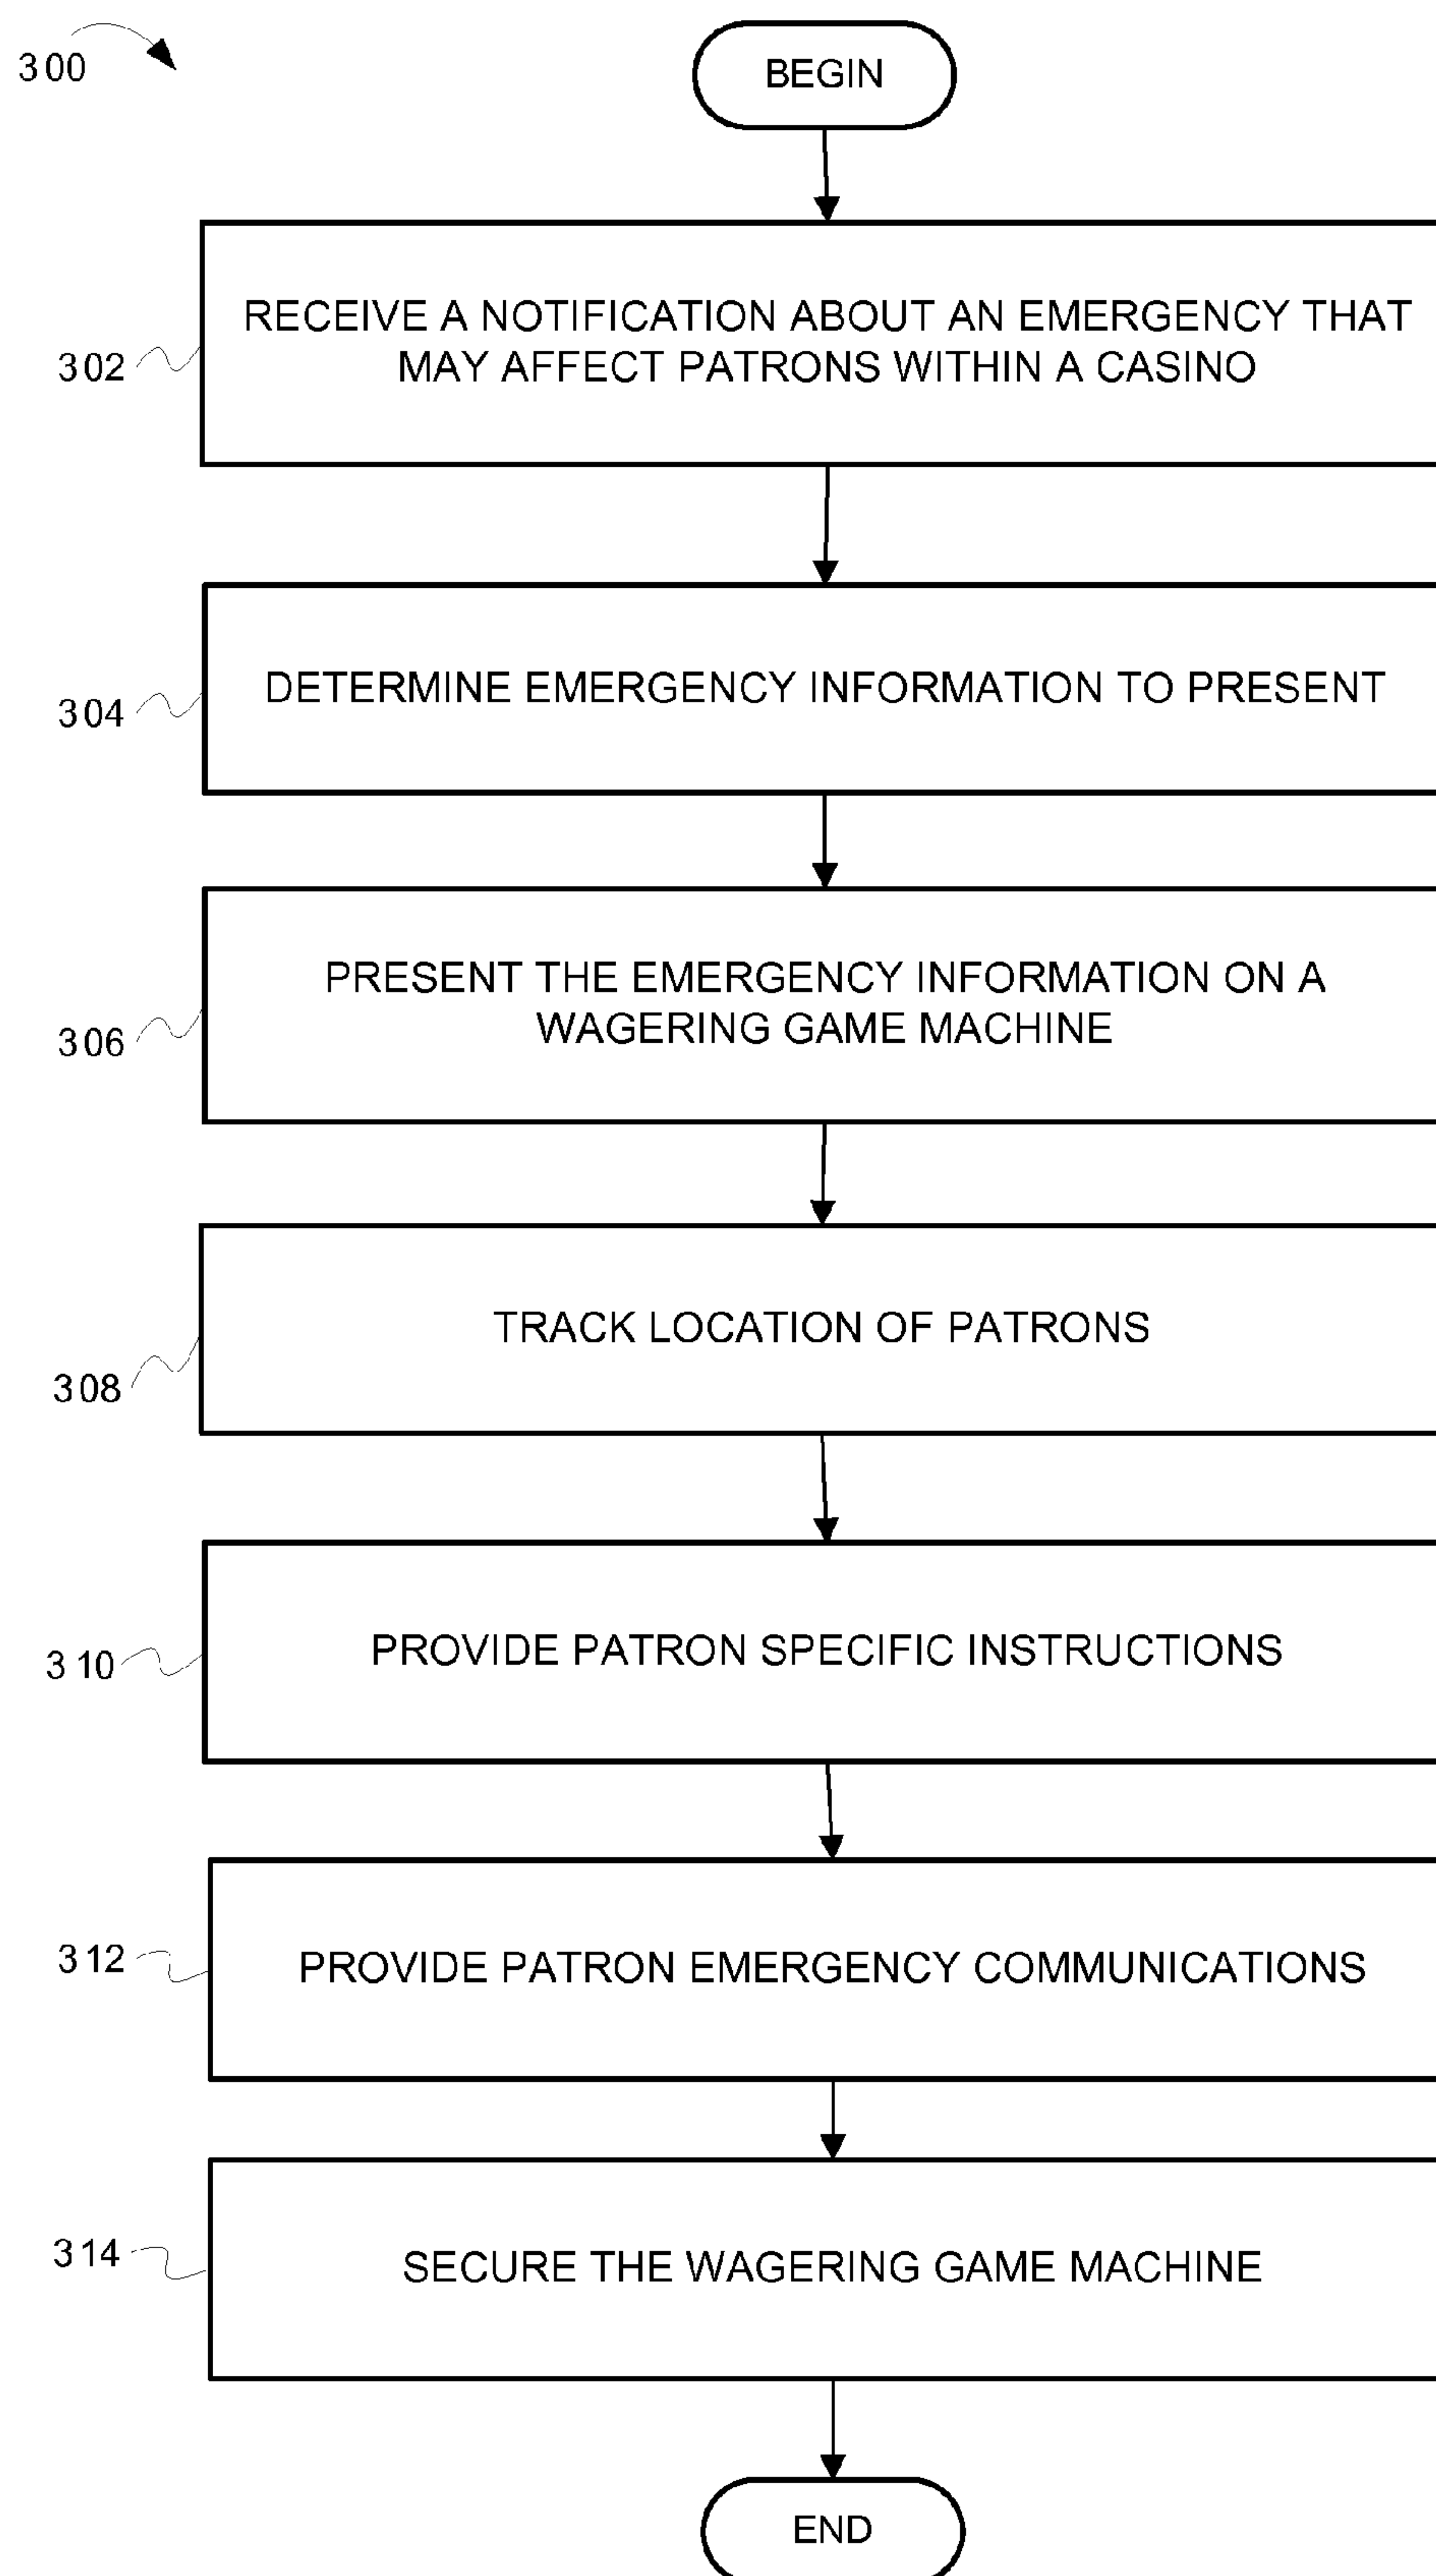 300
BEGIN
RECEIVE A NOTIFICATION ABOUT AN EMERGENCY THAT
MAY AFFECT PATRONS WITHIN A CASINO
302
DETERMINE EMERGENCY INFORMATION TO PRESENT
304
PRESENT THE EMERGENCY INFORMATION ON A
WAGERING GAME MACHINE
306
TRACK LOCATION OF PATRONS
308
PROVIDE PATRON SPECIFIC INSTRUCTIONS
310
PROVIDE PATRON EMERGENCY COMMUNICATIONS
312
SECURE THE WAGERING GAME MACHINE
314
END